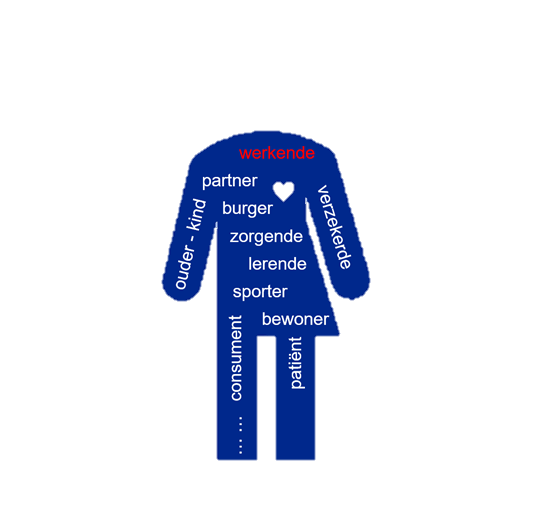 werkende
partner
burger
zorgende
lerende
sporter
bewoner
ouder - kind
verzekerde
consument
... ...
patiënt